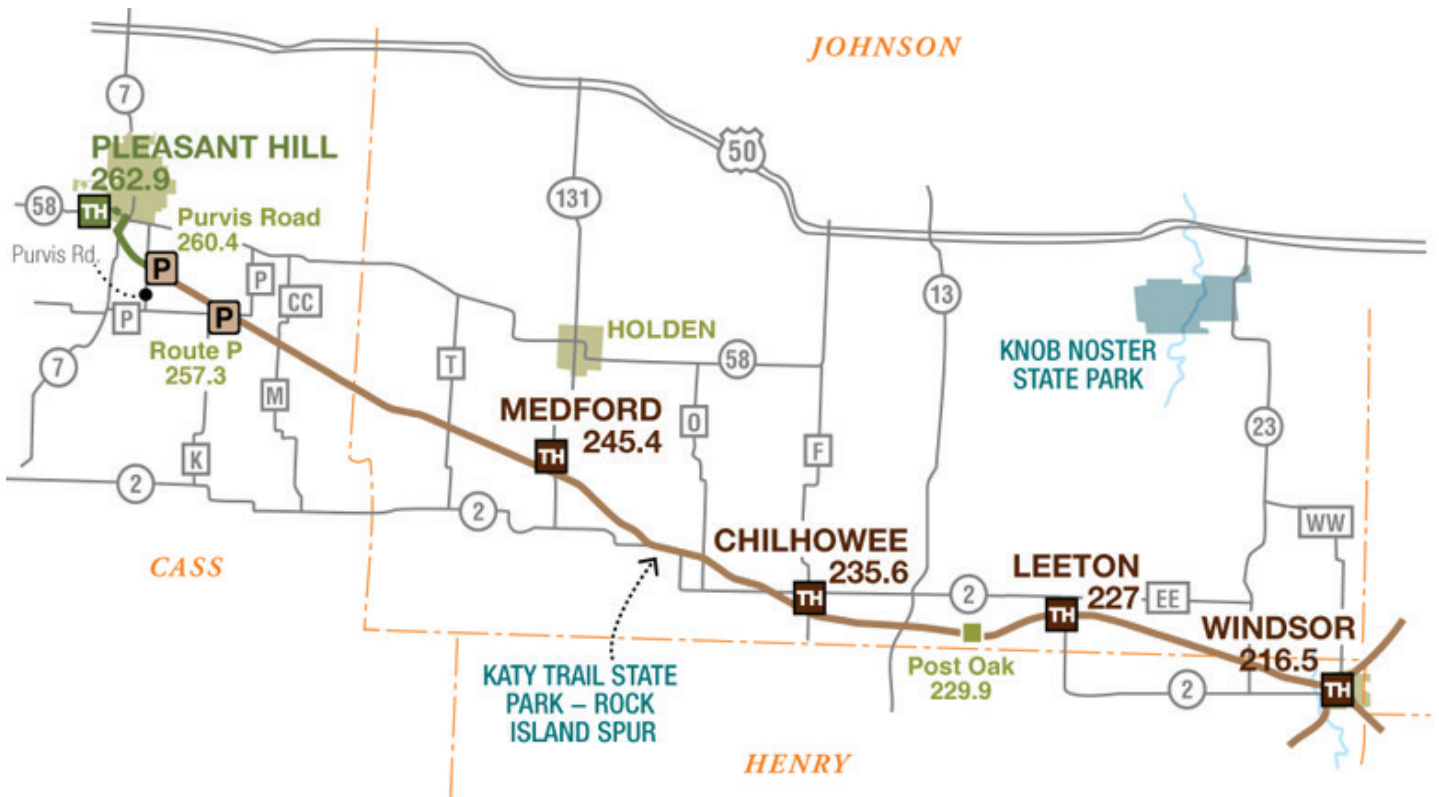 JOHNSON
7
50
PLEASANT HILL
262.9
58
TH
131
Purvis Road
260.4
Purvis Rd.
P
P
CC
13
P
P
HOLDEN
KNOB NOSTER
STATE PARK
Route P
257.3
7
T
58
M
MEDFORD
245.4
O
23
F
TH
K
2
2
WW
CHILHOWEE
235.6
CASS
LEETON
227
TH
2
EE
TH
WINDSOR
216.5
KATY TRAIL STATE
PARK – ROCK
ISLAND SPUR
Post Oak
229.9
2
TH
HENRY